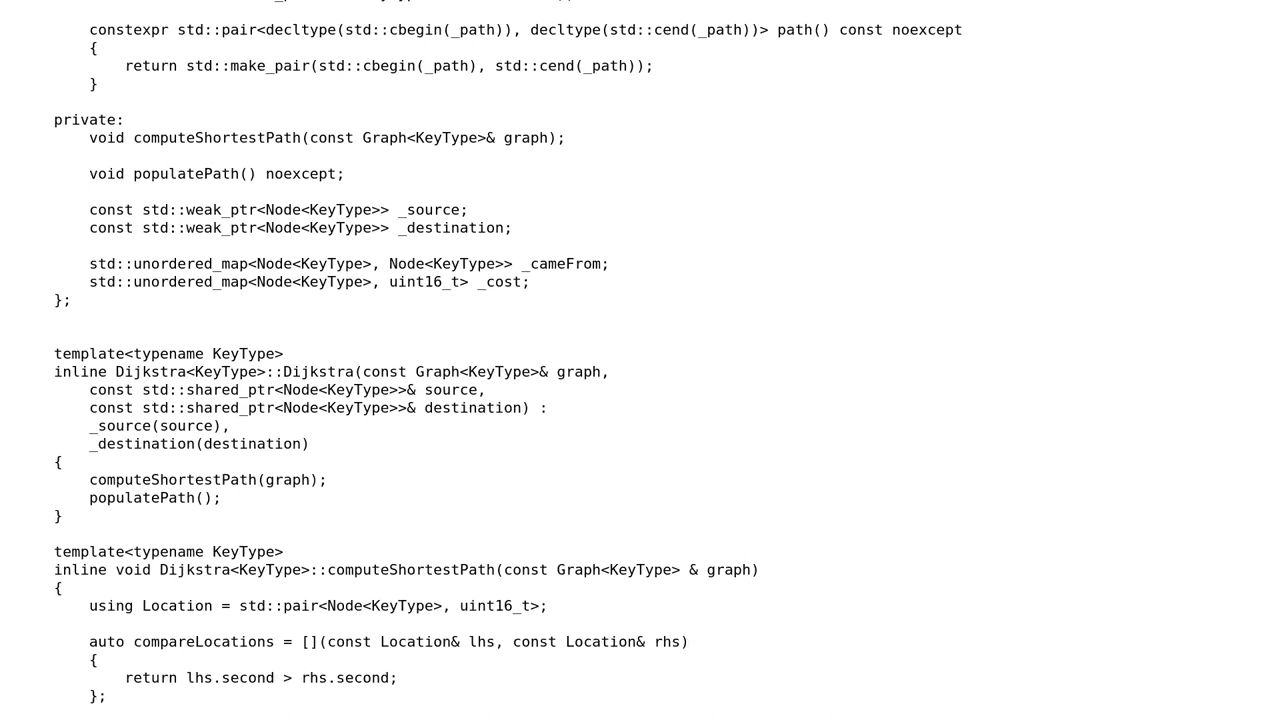 constexpr std::pair<decltype(std::cbegin(_path)), decltype(std::cend(_path))> path() const noexcept
{
return std::make_pair(std::cbegin(_path), std::cend(_path));
}
private:
void computeShortestPath(const Graph<KeyType>& graph);
void populatePath() noexcept;
const std::weak_ptr<Node<KeyType>> _source;
const std::weak_ptr<Node<KeyType>> _destination;
std::unordered_map<Node<KeyType>, Node<KeyType>> _cameFrom;
std::unordered_map<Node<KeyType>, uint16_t> _cost;
};
template<typename KeyType>
inline Dijkstra<KeyType>::Dijkstra(const Graph<KeyType>& graph,
const std::shared_ptr<Node<KeyType>>& source,
const std::shared_ptr<Node<KeyType>>& destination) :
_source(source),
_destination(destination)
{
computeShortestPath(graph);
populatePath();
}
template<typename KeyType>
inline void Dijkstra<KeyType>::computeShortestPath(const Graph<KeyType> & graph)
{
using Location = std::pair<Node<KeyType>, uint16_t>;
auto compareLocations = [](const Location& lhs, const Location& rhs)
{
return lhs.second > rhs.second;
};